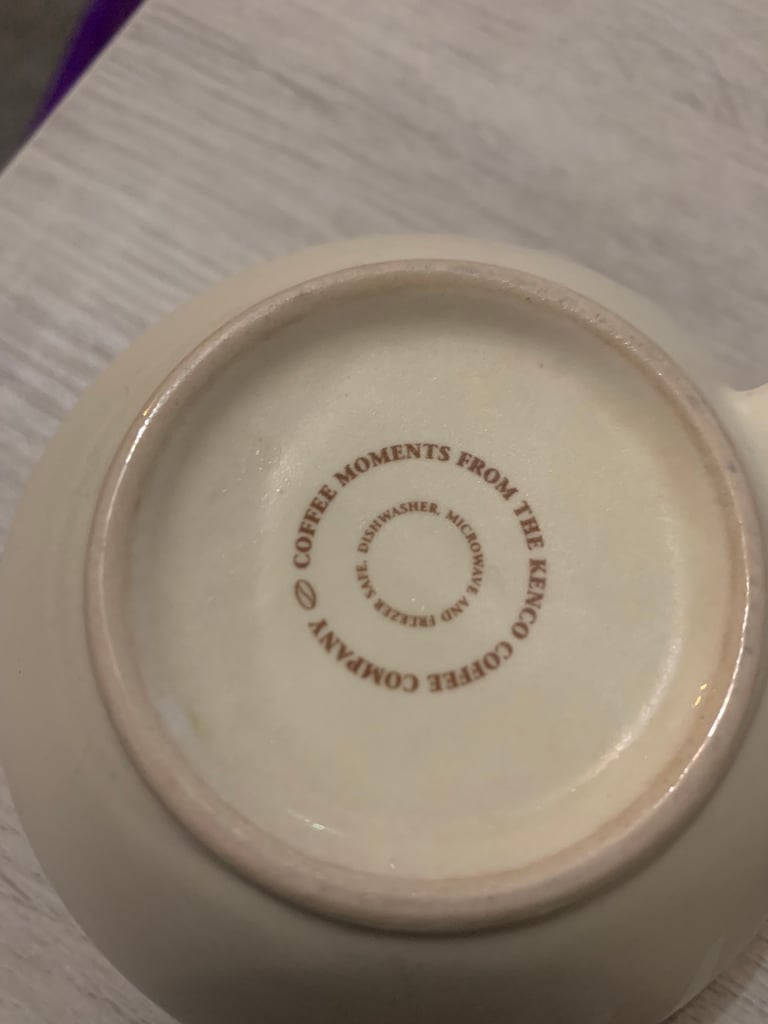 COFFEE MOMENTS FROM THE KENCO COFFEE COMPANY
DISHWASHER, MICROWAVE AND FREEZER SAFE.